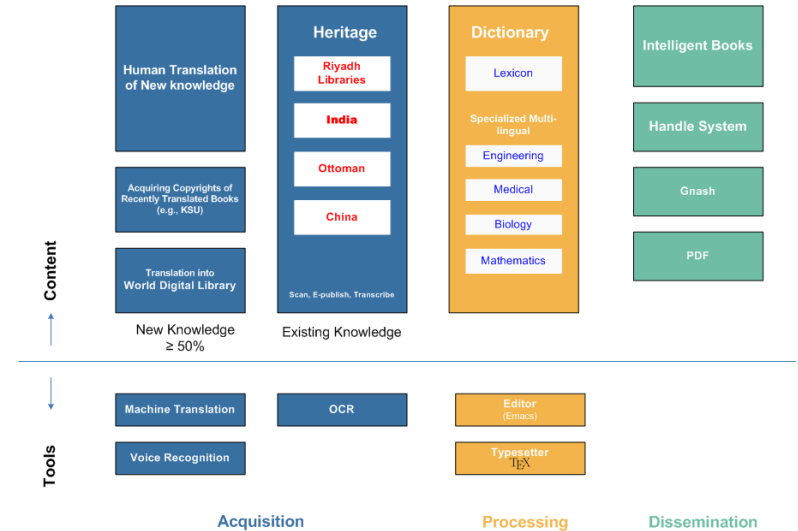 Human Translation
of New knowledge
Acquiring Copyrights of
Recently Translated Books
(e.g., KSU)
Translation into
World Digital Library
New Knowledge
≥ 50%
Heritage
Riyadh
Libraries
India
Ottoman
China
Scan, E-publish, Transcribe
Existing Knowledge
Dictionary
Lexicon
Specialized Multi-
lingual
Engineering
Medical
Biology
Mathematics
Intelligent Books
Handle System
Gnash
PDF
Content
Tools
Machine Translation
Voice Recognition
OCR
Editor
(Emacs)
Typesetter
TEX
Acquisition
Processing
Dissemination